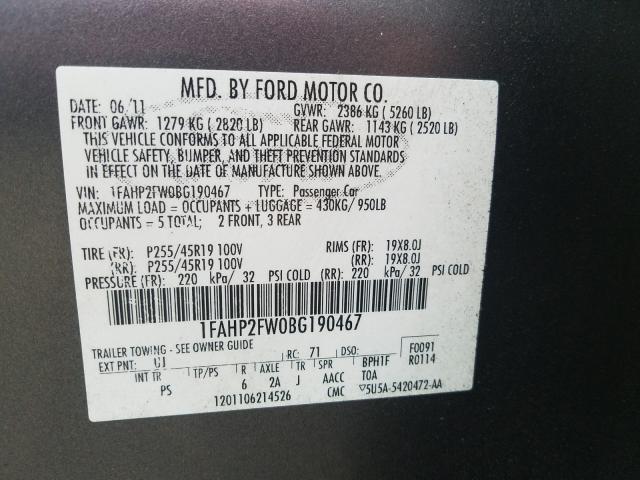 MFD. BY FORD MOTOR CO.
DATE: 06/11 GVWR: 2386 KG ( 5260 LB)
FRONT GAWR: 1279 KG ( 2820 LB) REAR GAWR: 1143 KG ( 2520 LB)
THIS VEHICLE CONFORMS TO ALL APPLICABLE FEDERAL MOTOR
VEHICLE SAFETY, BUMPER, AND THEFT PREVENTION STANDARDS
IN EFFECT ON THE DATE OF MANUFACTURE SHOWN ABOVE.
VIN: 1FAHP2FW0BG190467 TYPE: Passenger Car
MAXIMUM LOAD = OCCUPANTS + LUGGAGE = 430KG/ 950LB
OCCUPANTS = 5 TOTAL; 2 FRONT, 3 REAR
TIRE (FR): P255/45R19 100V RIMS (FR): 19X8.0J
(RR): P255/45R19 100V (RR): 19X8.0J
PRESSURE (FR): 220 kPa/ 32 PSI COLD (RR): 220 kPa/ 32 PSI COLD
1FAHP2FW0BG190467
TRAILER TOWING - SEE OWNER GUIDE
EXT PNT: UJ RC: 71 DSO: F0091
R0114
INT TR TP/PS R AXLE TR SPR BPH1F
PS 6 2A J AACC TOA
1201106214526 CMC ▽5U5A-5420472-AA